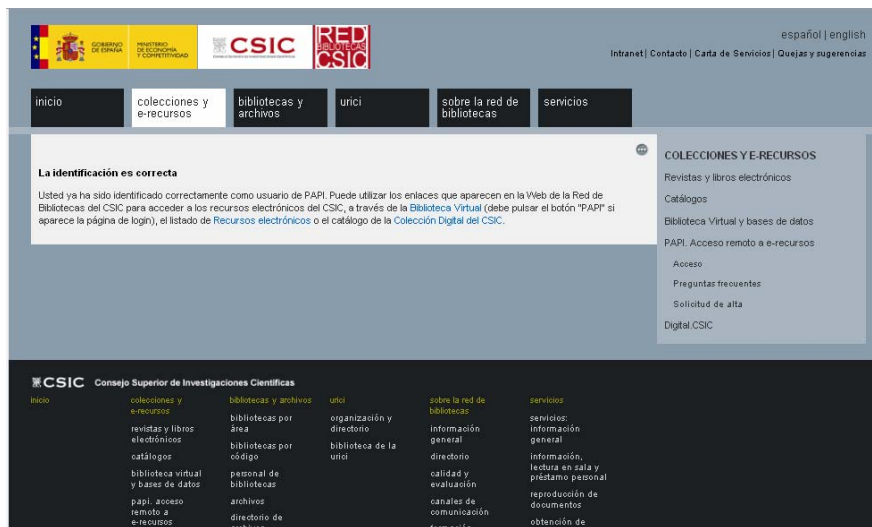 GOBIERNO
DE ESPAÑA
MINISTERIO
DE ECONOMÍA
Y COMPETITIVIDAD
CSIC
RED
BIBLIOTECAS
CSIC
español | english
Intranet | Contacto | Carta de Servicios | Quejas y sugerencias
inicio
colecciones y
e-recursos
bibliotecas y
archivos
urici
sobre la red de
bibliotecas
servicios
La identificación es correcta
Usted ya ha sido identificado correctamente como usuario de PAPI. Puede utilizar los enlaces que aparecen en la Web de la Red de
Bibliotecas del CSIC para acceder a los recursos electrónicos del CSIC, a través de la Biblioteca Virtual (debe pulsar el botón "PAPI" si
aparece la página de login), el listado de Recursos electrónicos o el catálogo de la Colección Digital del CSIC.
COLECCIONES Y E-RECURSOS
Revistas y libros electrónicos
Catálogos
Biblioteca Virtual y bases de datos
PAPI. Acceso remoto a e-recursos
Acceso
Preguntas frecuentes
Solicitud de alta
Digital.CSIC
CSIC Consejo Superior de Investigaciones Científicas
inicio
colecciones y
e-recursos
revistas y libros
electrónicos
catálogos
biblioteca virtual
y bases de datos
papi. acceso
remoto a
e-recursos
bibliotecas y archivos
bibliotecas por
área
bibliotecas por
código
personal de
bibliotecas
archivos
directorio de
archivos
urici
organización y
directorio
biblioteca de la
urici
sobre la red de
bibliotecas
información
general
directorio
calidad y
evaluación
canales de
comunicación
formación
servicios
servicios:
información
general
información,
lectura en sala y
préstamo personal
reproducción de
documentos
obtención de